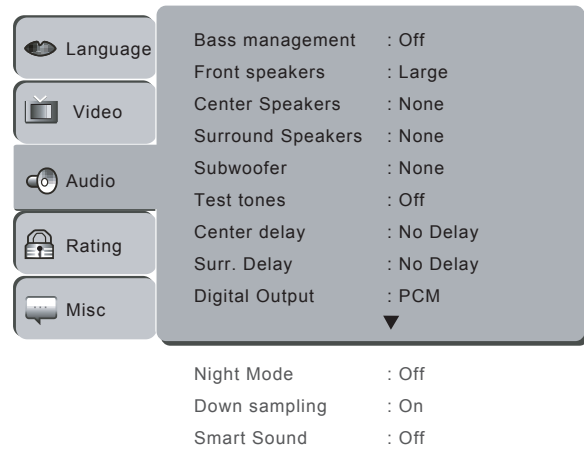 Language
Video
Audio
Rating
Misc
Bass management : Off
Front speakers : Large
Center Speakers : None
Surround Speakers : None
Subwoofer : None
Test tones : Off
Center delay : No Delay
Surr. Delay : No Delay
Digital Output : PCM
Night Mode : Off
Down sampling : On
Smart Sound : Off